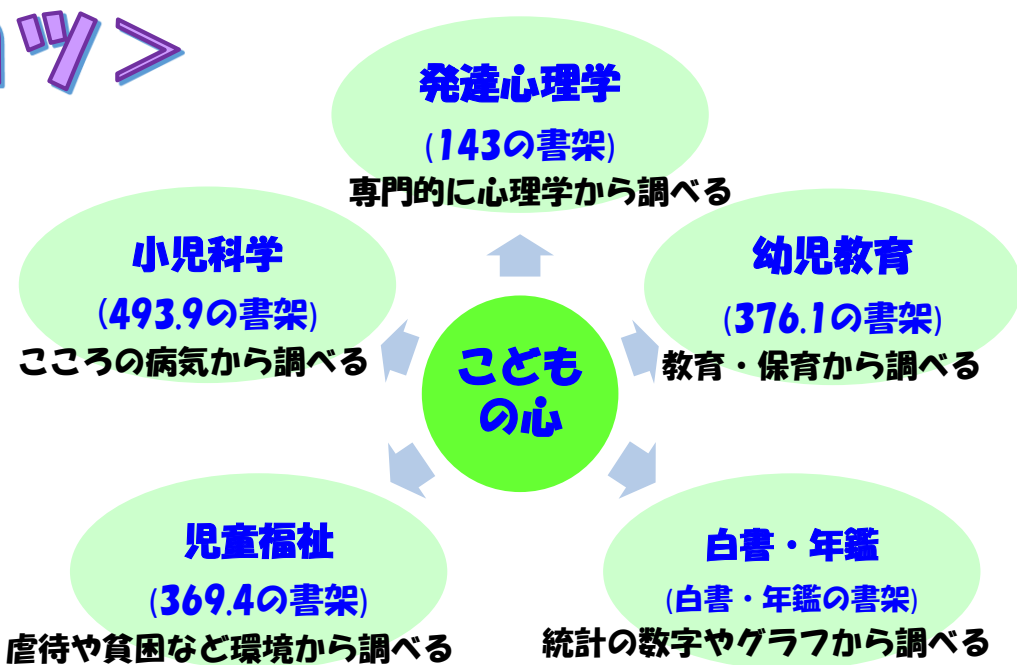 ツ＞
発達心理学
(143の書架)
専門的に心理学から調べる
小児科学
(493.9の書架)
こころの病気から調べる
幼児教育
(376.1の書架)
教育・保育から調べる
こども
の心
児童福祉
(369.4の書架)
虐待や貧困など環境から調べる
白書・年鑑
(白書・年鑑の書架)
統計の数字やグラフから調べる